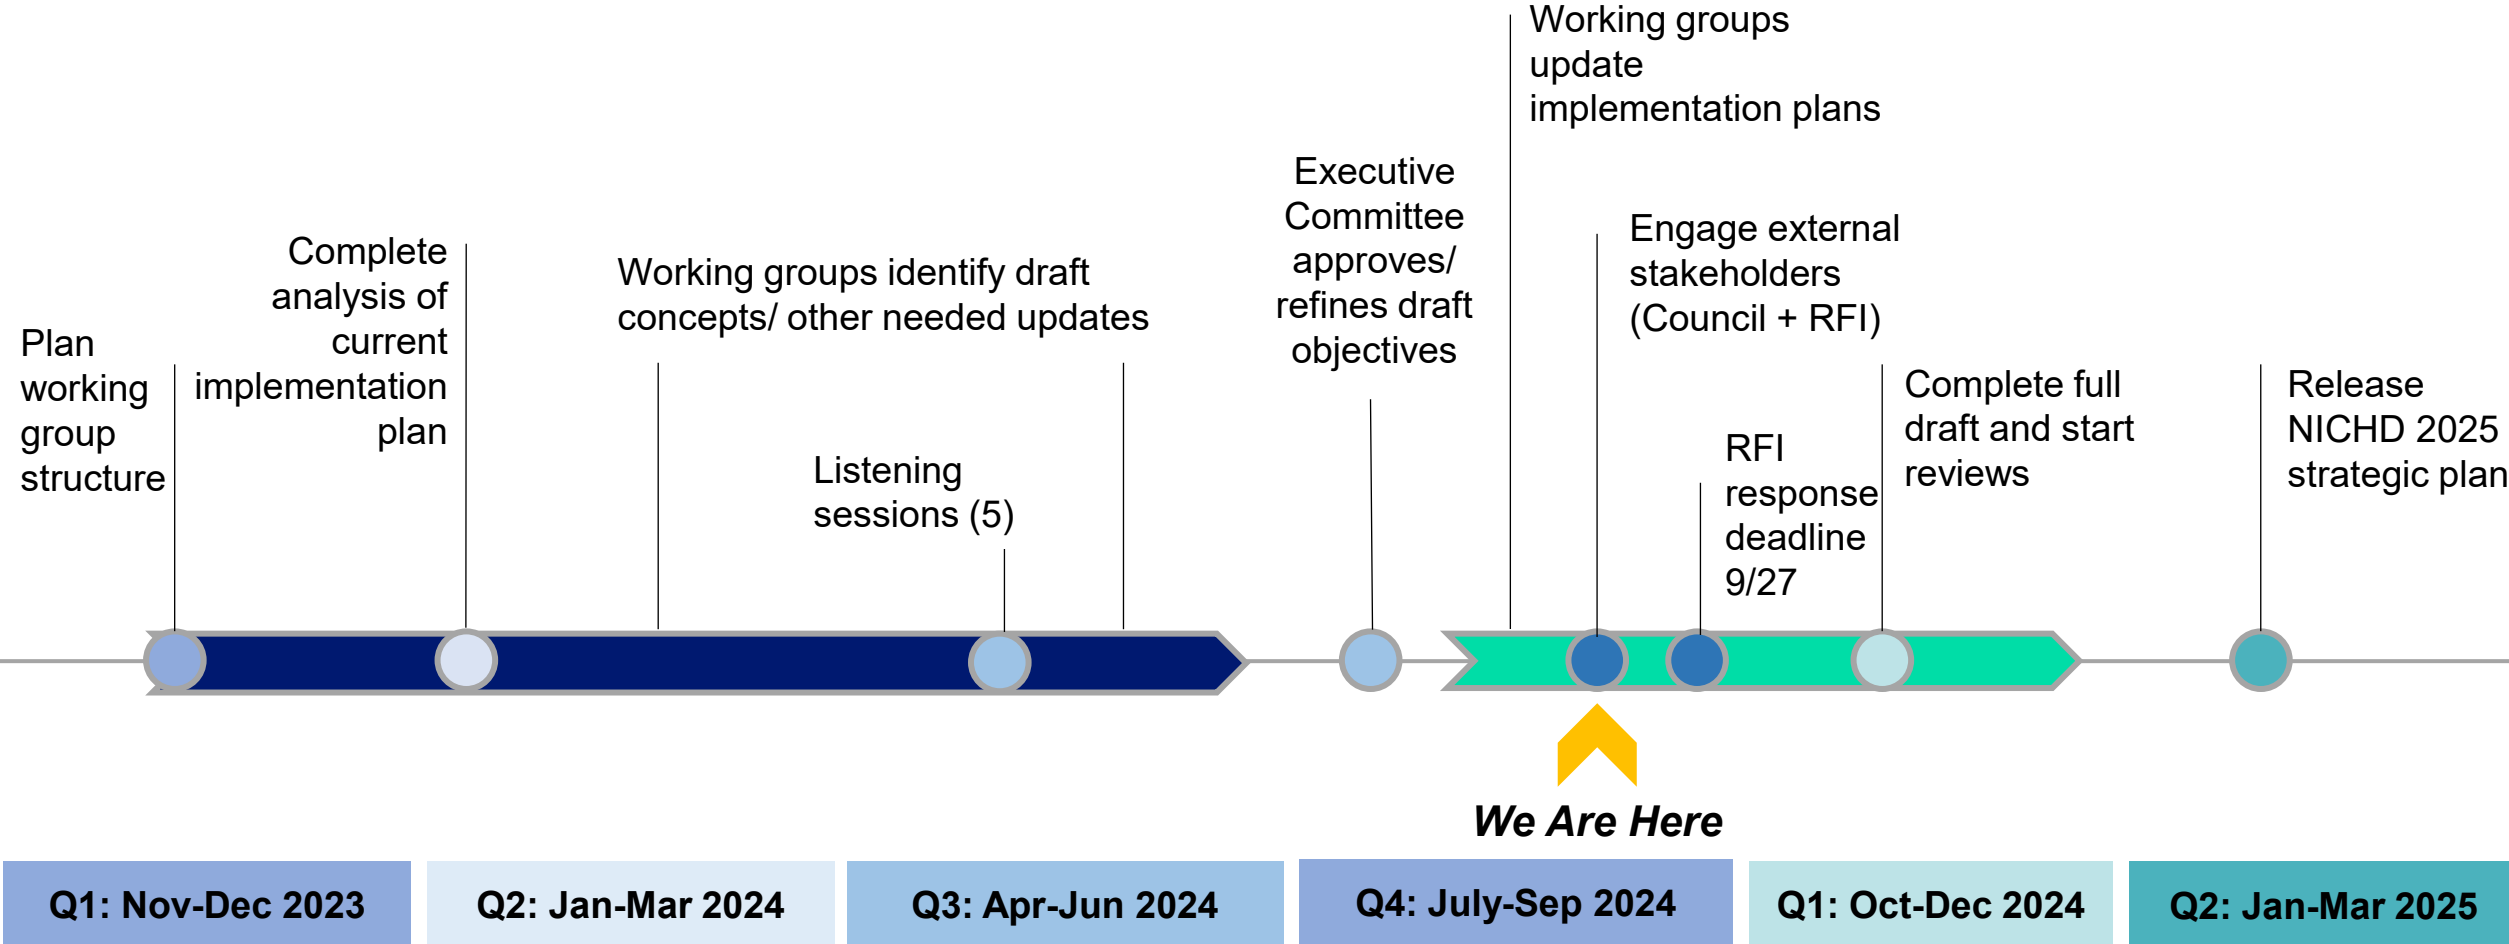 Plan
working
group
structure
Complete
analysis of
current
implementation
plan
Working groups identify draft
concepts/ other needed updates
Listening
sessions (5)
Executive
Committee
approves/
refines draft
objectives
Working groups
update
implementation plans
Engage external
stakeholders
(Council + RFI)
RFI
response
deadline
9/27
Complete full
draft and start
reviews
Release
NICHD 2025
strategic plan
We Are Here
Q1: Nov-Dec 2023
Q2: Jan-Mar 2024
Q3: Apr-Jun 2024
Q4: July-Sep 2024
Q1: Oct-Dec 2024
Q2: Jan-Mar 2025